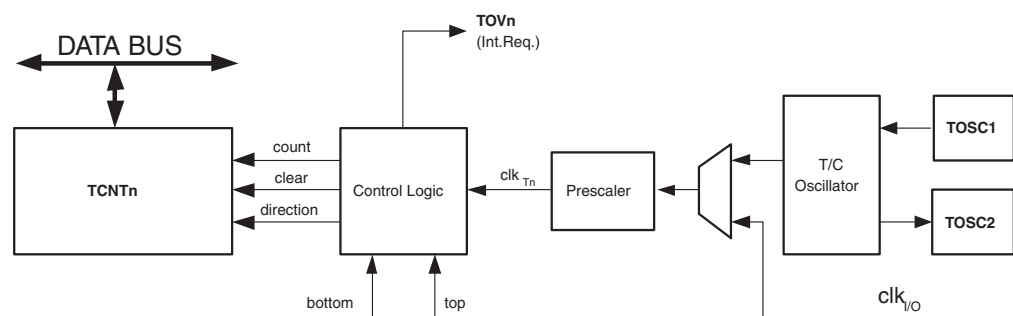 TOVn
(Int.Req.)
DATA BUS
TCNTn
count
clear
direction
Control Logic
clk Tn
Prescaler
T/C
Oscillator
TOSC1
TOSC2
bottom
top
clkI/O